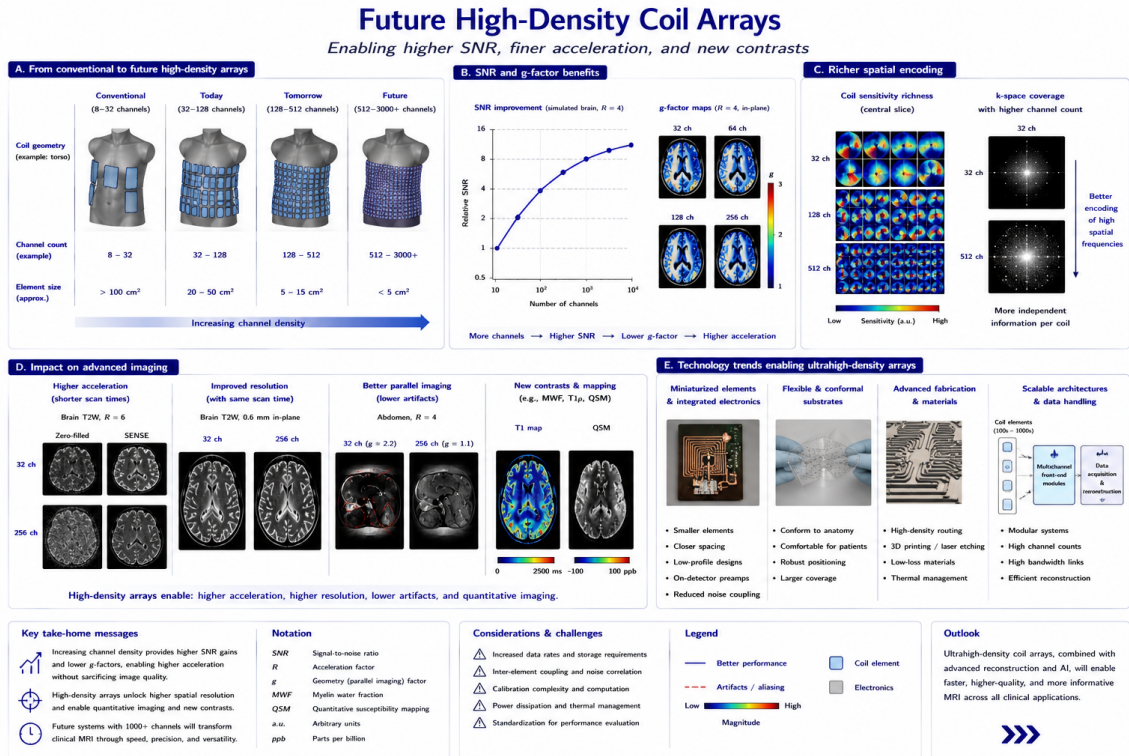 Future High-Density Coil Arrays
Enabling higher SNR, finer acceleration, and new contrasts
A. From conventional to future high-density arrays
Conventional
(8–32 channels)
Today
(32–128 channels)
Tomorrow
(128–512 channels)
Future
(512–3000+ channels)
Coil geometry
(example: torso)
Channel count
(example)
8 – 32
32 – 128
128 – 512
512 – 3000+
Element size
(approx.)
> 100 cm²
20 – 50 cm²
5 – 15 cm²
< 5 cm²
Increasing channel density
B. SNR and g-factor benefits
SNR improvement (simulated brain, R = 4)
Relative SNR
16
8
4
2
1
0.5
10
10²
10³
10⁴
Number of channels
g-factor maps (R = 4, in-plane)
32 ch
64 ch
128 ch
256 ch
g
3
2
1
More channels → Higher SNR → Lower g-factor → Higher acceleration
C. Richer spatial encoding
Coil sensitivity richness
(central slice)
32 ch
128 ch
512 ch
Low
Sensitivity (a.u.)
High
k-space coverage
with higher channel count
32 ch
32 ch
512 ch
Better
encoding
of high
spatial
frequencies
More independent
information per coil
D. Impact on advanced imaging
Higher acceleration
(shorter scan times)
Brain T2W, R = 6
Zero-filled
SENSE
32 ch
256 ch
Improved resolution
(with same scan time)
Brain T2W, 0.6 mm in-plane
32 ch
256 ch
Better parallel imaging
(lower artifacts)
Abdomen, R = 4
32 ch (g = 2.2)
256 ch (g = 1.1)
New contrasts & mapping
(e.g., MWF, T1ρ, QSM)
T1 map
QSM
0
2500 ms
-100
100 ppb
High-density arrays enable: higher acceleration, higher resolution, lower artifacts, and quantitative imaging.
E. Technology trends enabling ultrahigh-density arrays
Miniaturized elements
& integrated electronics
• Smaller elements
• Closer spacing
• Low-profile designs
• On-detector preamps
• Reduced noise coupling
Flexible & conformal
substrates
• Conform to anatomy
• Comfortable for patients
• Robust positioning
• Larger coverage
Advanced fabrication
& materials
• High-density routing
• 3D printing / laser etching
• Low-loss materials
• Thermal management
Scalable architectures
& data handling
Coil elements
(100s – 1000s)
Multichannel
front-end
modules
Data
acquisition
&
reconstruction
• Modular systems
• High channel counts
• High bandwidth links
• Efficient reconstruction
Key take-home messages
Increasing channel density provides higher SNR gains
and lower g-factors, enabling higher acceleration
without sarcificing image quality.
High-density arrays unlock higher spatial resolution
and enable quantitative imaging and new contrasts.
Future systems with 1000+ channels will transform
clinical MRI through speed, precision, and versatility.
Notation
SNR Signal-to-noise ratio
R Acceleration factor
g Geometry (parallel imaging) factor
MWF Myelin water fraction
QSM Quantitative susceptibility mapping
a.u. Arbitrary units
ppb Parts per billion
Considerations & challenges
Increased data rates and storage requirements
Inter-element coupling and noise correlation
Calibration complexity and computation
Power dissipation and thermal management
Standardization for performance evaluation
Legend
Better performance
Artifacts / aliasing
Low
High
Magnitude
Coil element
Electronics
Outlook
Ultrahigh-density coil arrays, combined with
advanced reconstruction and AI, will enable
faster, higher-quality, and more informative
MRI across all clinical applications.